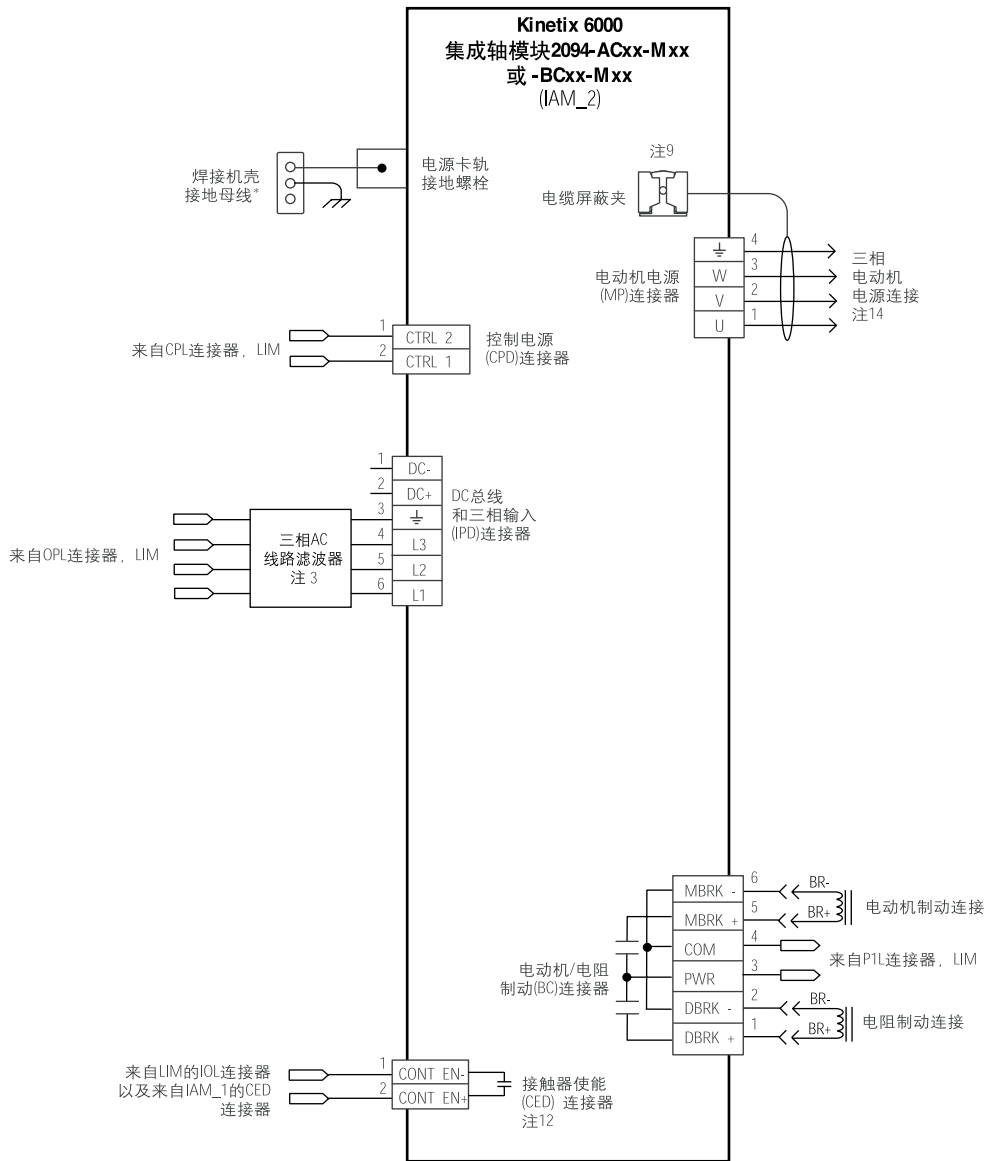 Kinetix 6000
集成轴模块2094-ACxx-Mxx
或 -BCxx-Mxx
(IAM_2)
焊接机壳
接地母线*
电源卡轨
接地螺栓
注9
电缆屏蔽夹
电动机电源
(MP)连接器
4
W
3
V
2
U
1
三相
电动机
电源连接
注14
来自CPL连接器，LIM
1
CTRL 2
2
CTRL 1
控制电源
(CPD)连接器
1
DC-
2
DC+
3
4
L3
5
L2
6
L1
DC总线
和三相输入
(IPD)连接器
来自OPL连接器，LIM
三相AC
线路滤波器
注 3
电动机/电阻
制动(BC)连接器
MBRK -
6
BR-
MBRK +
5
BR+
COM
4
PWR
3
DBRK -
2
BR-
DBRK +
1
BR+
电动机制动连接
来自P1L连接器，LIM
电阻制动连接
来自LIM的IOL连接器
以及来自IAM_1的CED
连接器
1
CONT EN-
2
CONT EN+
接触器使能
(CED) 连接器
注12